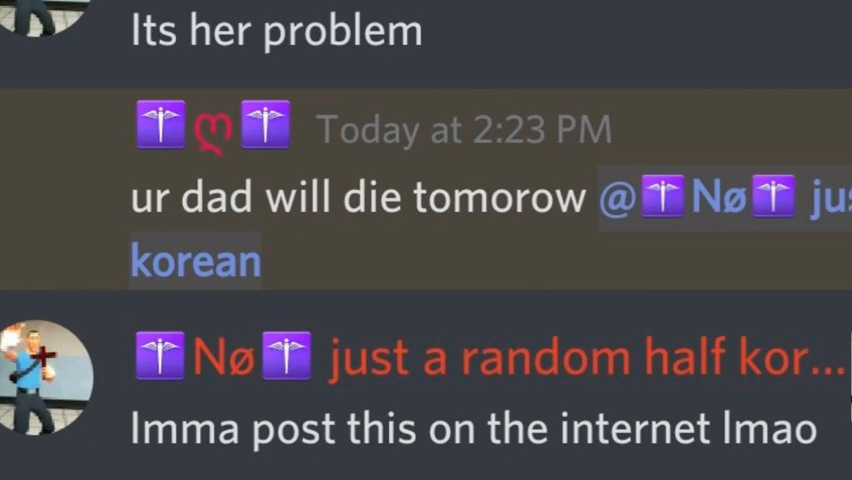 Its her problem
⚚ღ⚚ Today at 2:23 PM
ur dad will die tomorow @⚚Nø⚚ jus
korean
⚚Nø⚚ just a random half kor...
Imma post this on the internet lmao